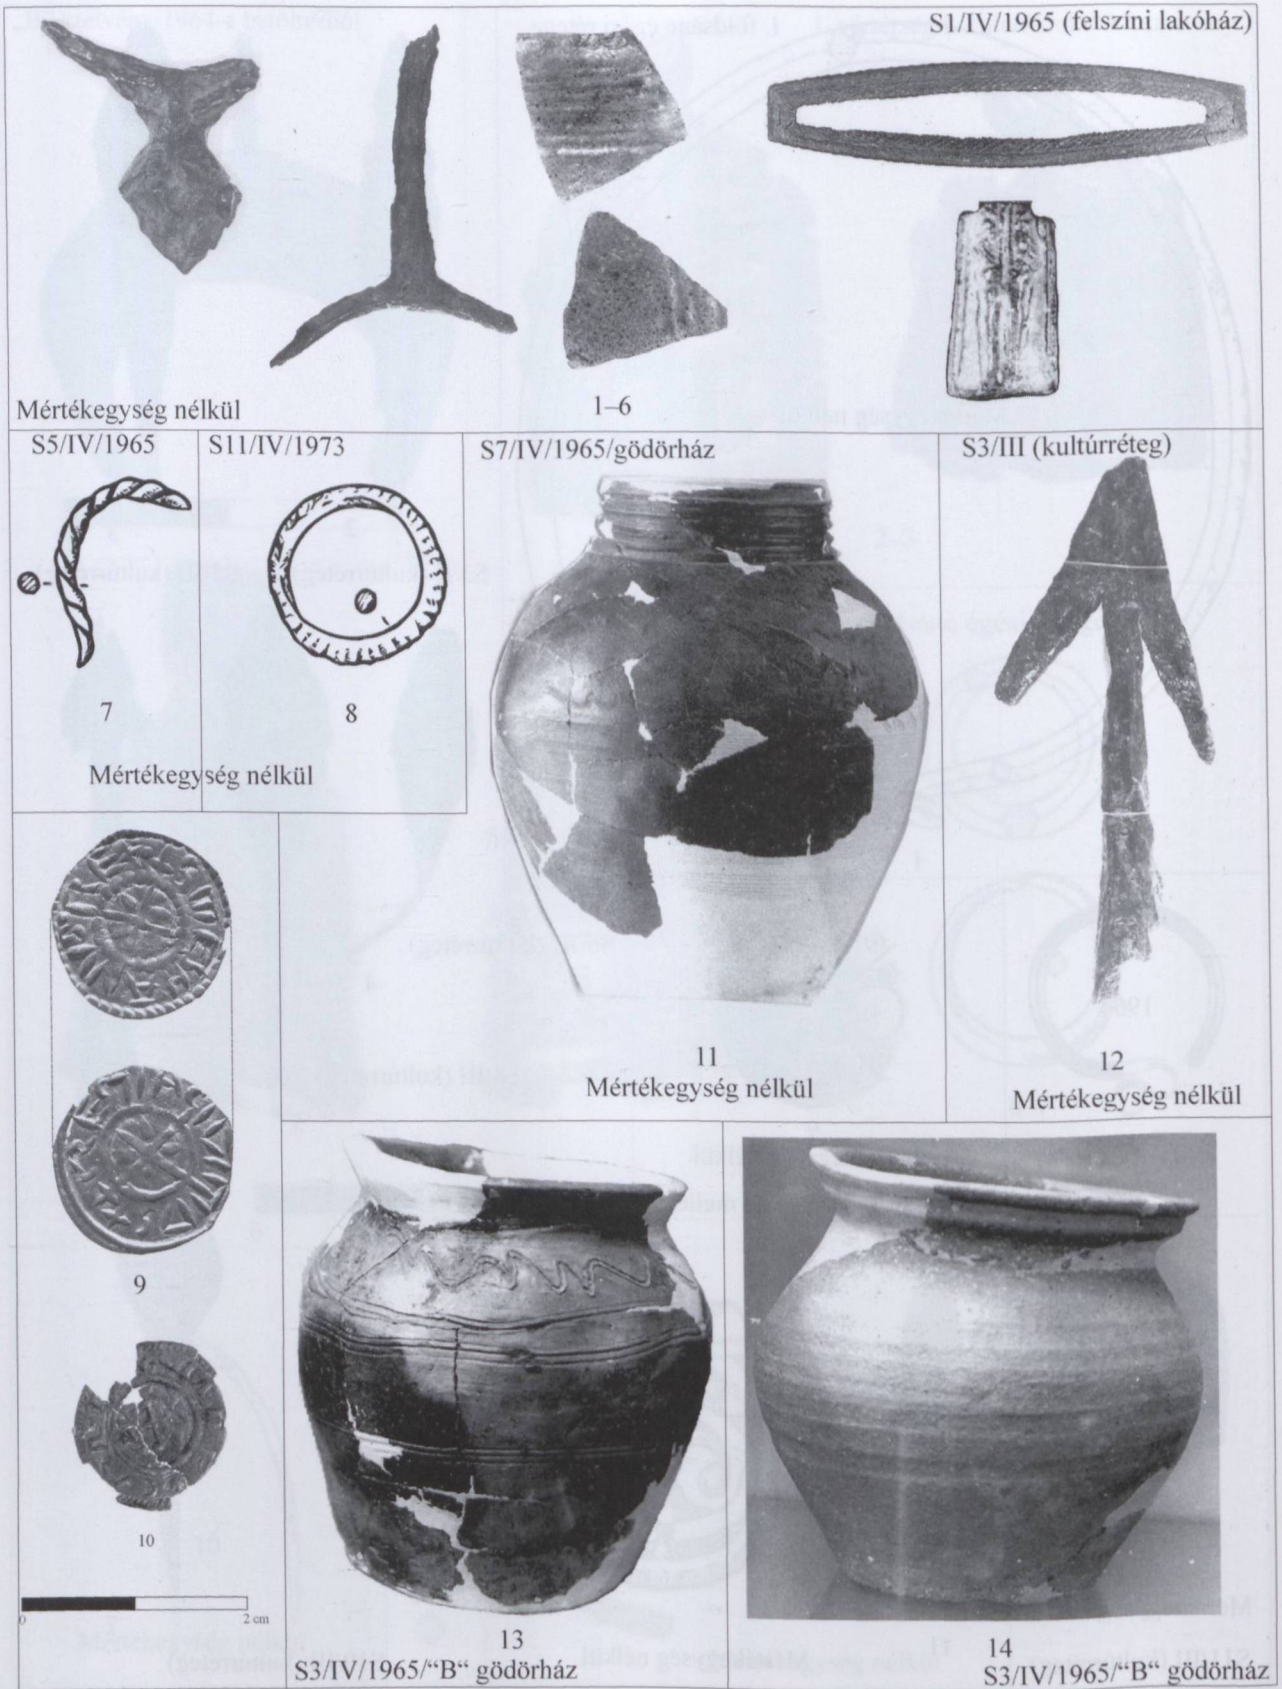 S1/IV/1965 (felszíni lakóház)
Mértékegység nélkül
1–6
S5/IV/1965
S11/IV/1973
S7/IV/1965/gödörház
S3/III (kultúrréteg)
7
8
Mértékegység nélkül
11
Mértékegység nélkül
12
Mértékegység nélkül
9
10
0
2 cm
13
S3/IV/1965/“B“ gödörház
14
S3/IV/1965/“B“ gödörház